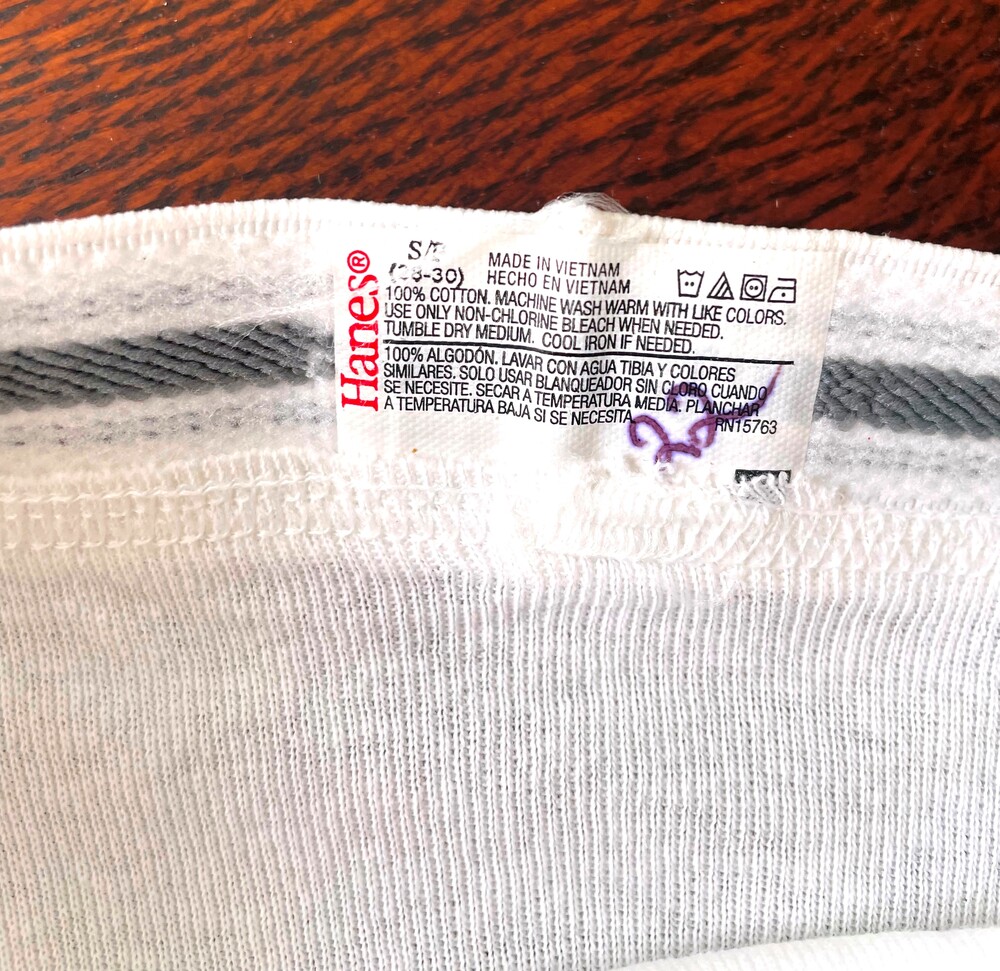 Hanes®
S/P
MADE IN VIETNAM
HECHO EN VIETNAM
100% COTTON. MACHINE WASH WARM WITH LIKE COLORS.
USE ONLY NON-CHLORINE BLEACH WHEN NEEDED.
TUMBLE DRY MEDIUM. COOL IRON IF NEEDED.
100% ALGODÓN. LAVAR CON AGUA TIBIA Y COLORES
SIMILARES. SOLO USAR BLANQUEADOR SIN CLORO CUANDO
SE NECESITE. SECAR A TEMPERATURA MEDIA. PLANCHAR
A TEMPERATURA BAJA SI SE NECESITA.
RN15763